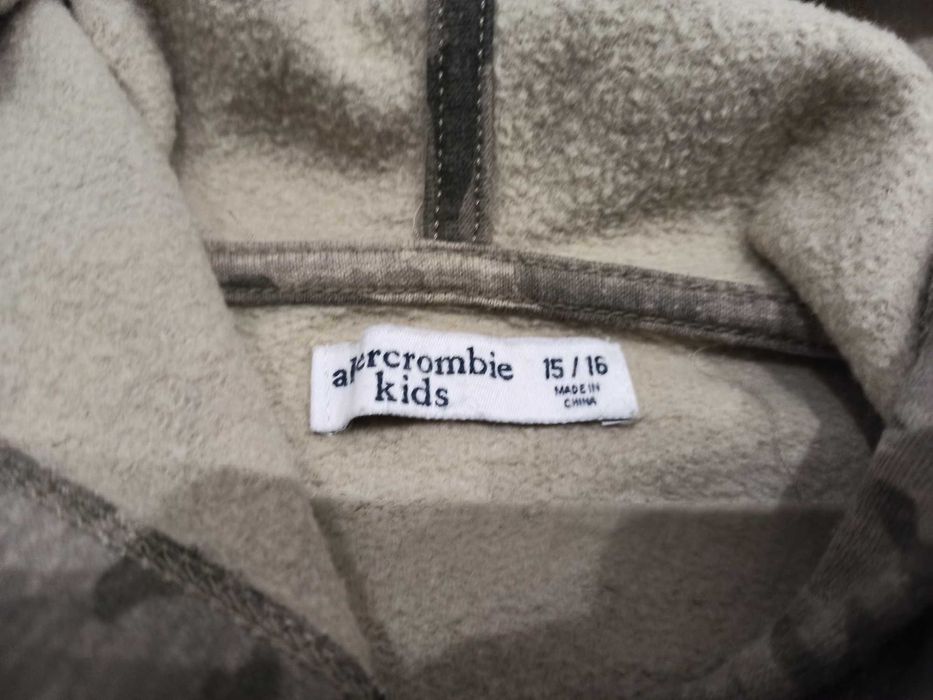 abercrombie
kids
15/16
MADE IN
CHINA